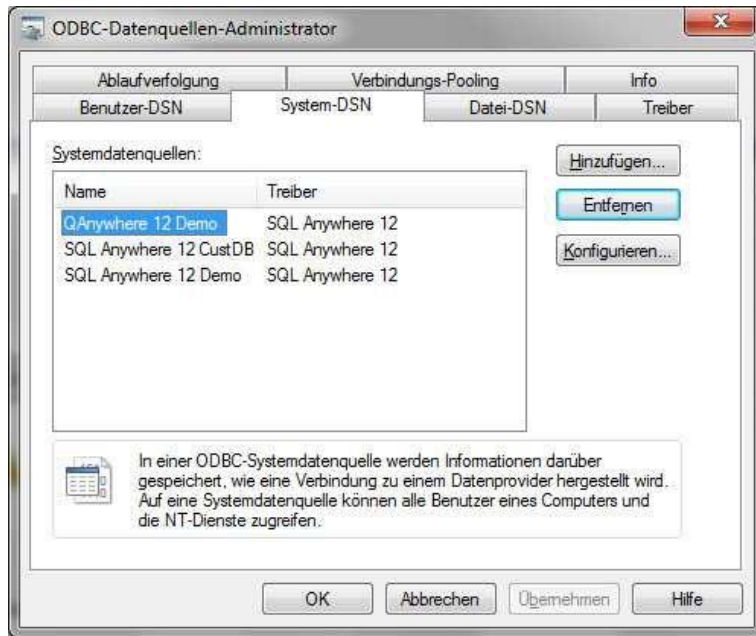 ODBC-Datenquellen-Administrator
Ablaufverfolgung Verbindungs-Pooling Info
Benutzer-DSN System-DSN Datei-DSN Treiber
Systemdatenquellen:
Hinzufügen...
Name Treiber
Entfernen
QAnywhere 12 Demo SQL Anywhere 12
SQL Anywhere 12 CustDB SQL Anywhere 12
Konfigurieren...
SQL Anywhere 12 Demo SQL Anywhere 12
In einer ODBC-Systemdatenquelle werden Informationen darüber
gespeichert, wie eine Verbindung zu einem Datenprovider hergestellt wird.
Auf eine Systemdatenquelle können alle Benutzer eines Computers und
die NT-Dienste zugreifen.
OK Abbrechen Übernehmen Hilfe